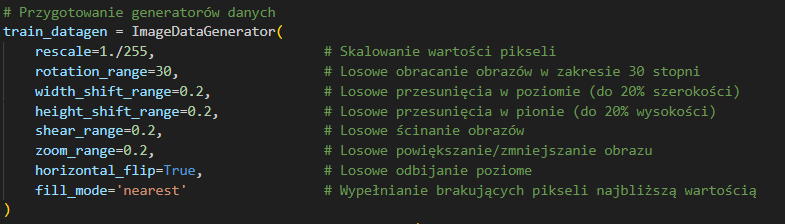 # Przygotowanie generatorów danych
train_datagen = ImageDataGenerator(
    rescale=1./255,                     # Skalowanie wartości pikseli
    rotation_range=30,                  # Losowe obracanie obrazów w zakresie 30 stopni
    width_shift_range=0.2,              # Losowe przesunięcia w poziomie (do 20% szerokości)
    height_shift_range=0.2,             # Losowe przesunięcia w pionie (do 20% wysokości)
    shear_range=0.2,                    # Losowe ścinanie obrazów
    zoom_range=0.2,                     # Losowe powiększanie/zmniejszanie obrazu
    horizontal_flip=True,               # Losowe odbijanie poziome
    fill_mode='nearest'                 # Wypełnianie brakujących pikseli najbliższą wartością
)